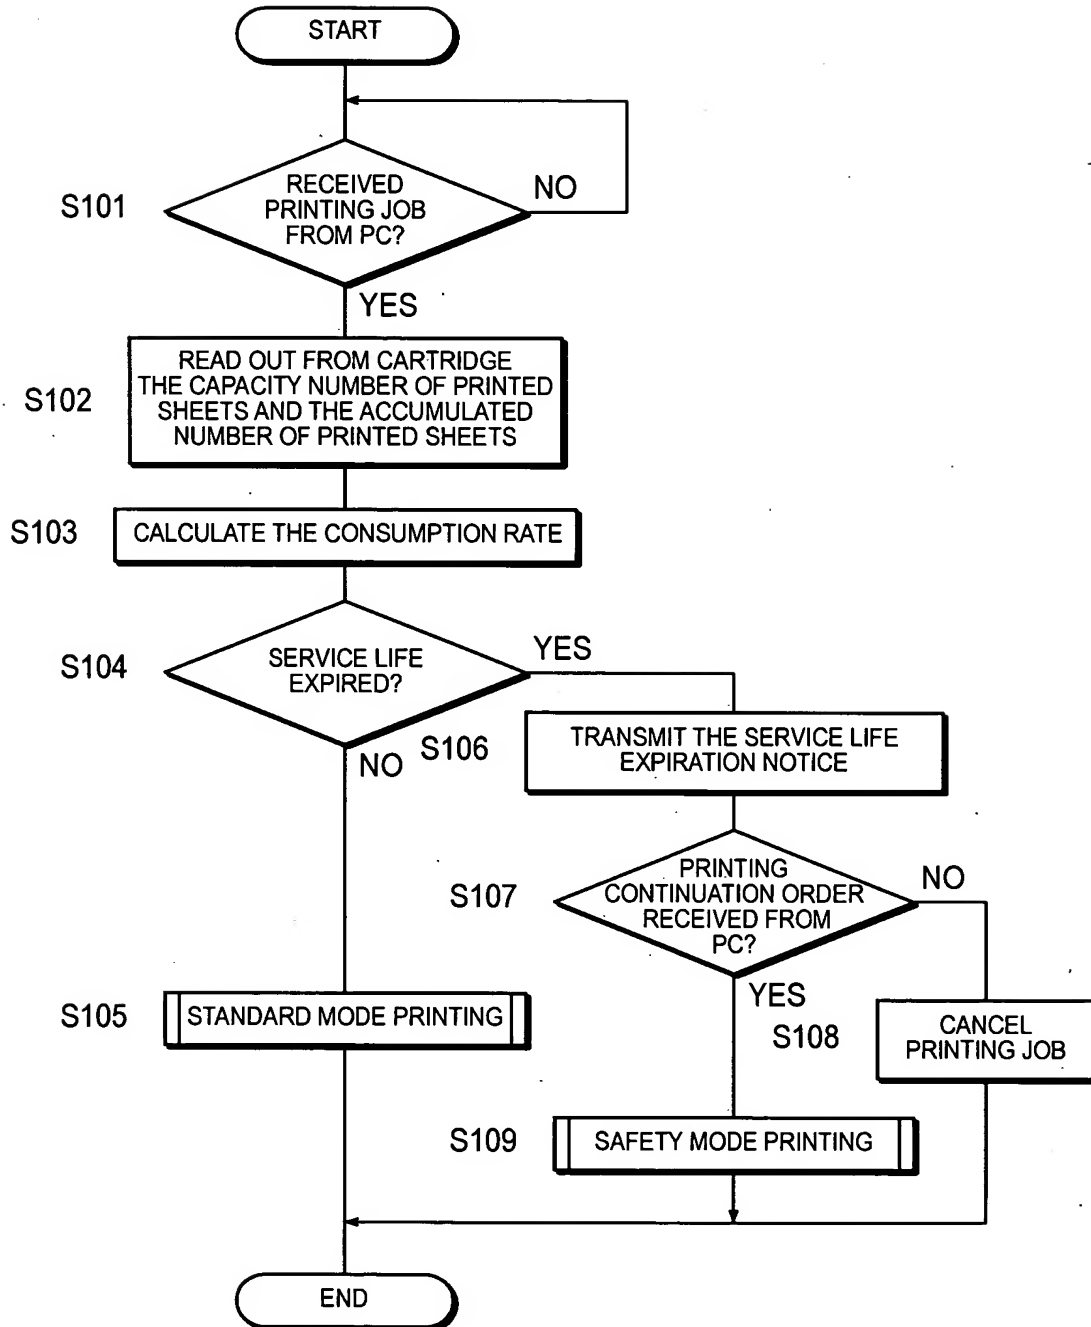 START
S101
RECEIVED
PRINTING JOB
FROM PC?
NO
YES
S102
READ OUT FROM CARTRIDGE
THE CAPACITY NUMBER OF PRINTED
SHEETS AND THE ACCUMULATED
NUMBER OF PRINTED SHEETS
S103
CALCULATE THE CONSUMPTION RATE
S104
SERVICE LIFE
EXPIRED?
YES
NO
S106
TRANSMIT THE SERVICE LIFE
EXPIRATION NOTICE
S107
PRINTING
CONTINUATION ORDER
RECEIVED FROM
PC?
NO
YES
S105
STANDARD MODE PRINTING
S108
CANCEL
PRINTING JOB
S109
SAFETY MODE PRINTING
END